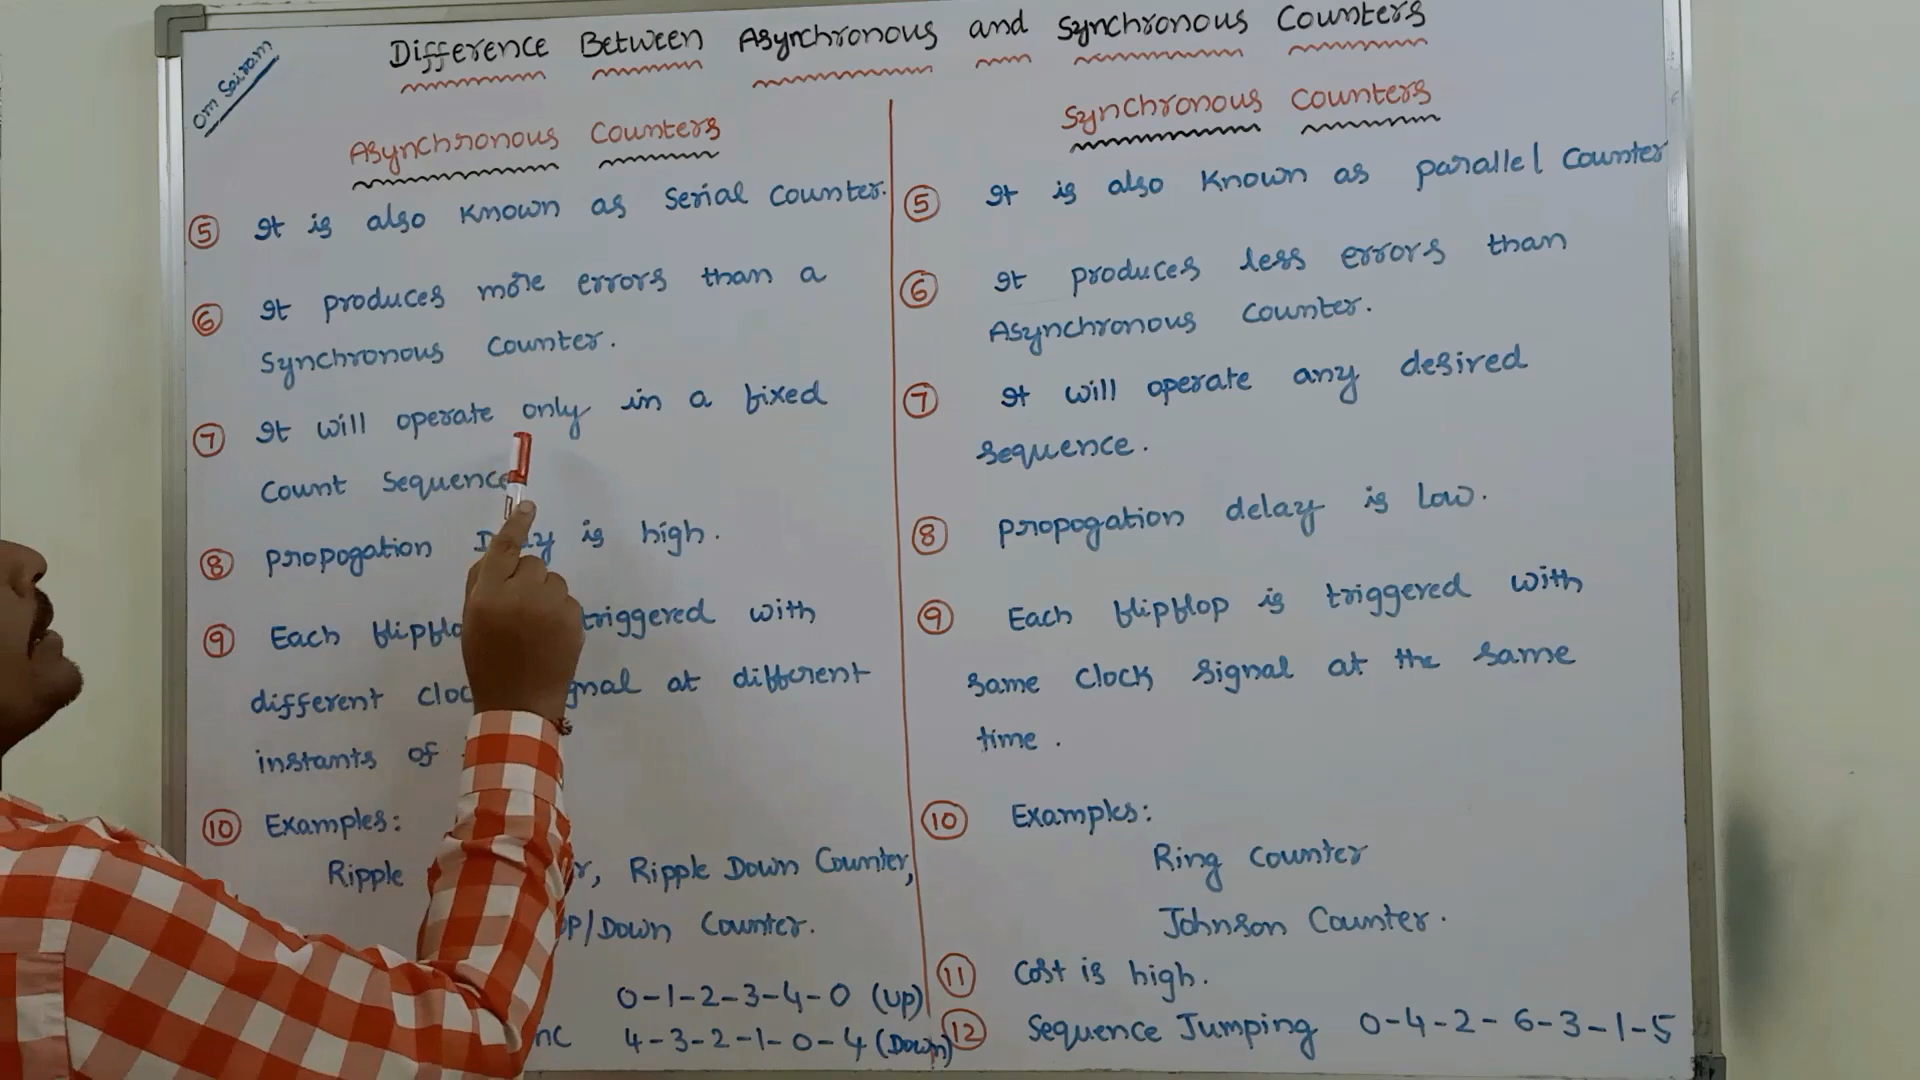 Om Sairam
Difference Between Asynchronous and Synchronous Counters
Asynchronous Counters
⑤ It is also known as Serial Counter.
⑥ It produces more errors than a
Synchronous Counter.
⑦ It will operate only in a fixed
Count Sequence
⑧ propogation is high.
⑨ Each triggered with
different at different
instants of
⑩ Examples:
Ripple Ripple Down Counter,
/Down Counter.
0-1-2-3-4-0 (Up)
4-3-2-1-0-4 (Down)
Synchronous Counters
⑤ It is also known as parallel Counter
⑥ It produces less errors than
Asynchronous Counter.
⑦ It will operate any desired
sequence.
⑧ propogation delay is low.
⑨ Each flipflop is triggered with
same clock signal at the same
time.
⑩ Examples:
Ring Counter
Johnson Counter.
⑪ Cost is high.
⑫ Sequence Jumping 0-4-2-6-3-1-5